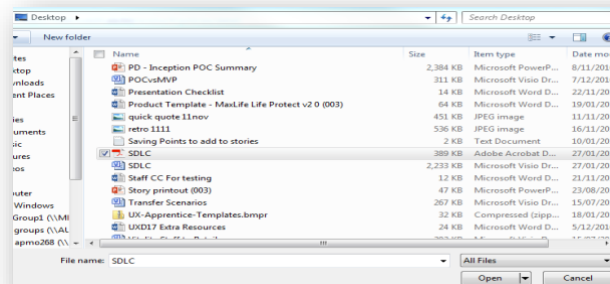 Desktop
Search Desktop
New folder
Name Size Item type Date mo
PD - Inception POC Summary 2,384 KB Microsoft PowerP... 8/11/201
POCvsMVP 311 KB Microsoft Visio Dr... 7/12/201
Presentation Checklist 14 KB Microsoft Word D... 22/11/20
Product Template - MaxLife Life Protect v2 0 (003) 64 KB Microsoft Word D... 19/01/20
quick quote 11nov 451 KB JPEG image 11/11/20
retro 1111 536 KB JPEG image 16/11/20
Saving Points to add to stories 2 KB Text Document 10/01/20
SDLC 389 KB Adobe Acrobat D... 27/01/20
SDLC 2,233 KB Microsoft Visio Dr... 27/01/20
Staff CC For testing 12 KB Microsoft Word D... 21/11/20
Story printout (003) 47 KB Microsoft PowerP... 23/08/20
Transfer Scenarios 267 KB Microsoft Visio Dr... 15/07/20
UX-Apprentice-Templates.bmpr 32 KB Compressed (zipp... 18/01/20
UXD17 Extra Resources 24 KB Microsoft Word D... 5/12/201
ites
ktop
vnloads
ent Places
ies
uments
sic
ures
eos
uter
Windows
Group1 (\\MI
groups (\\AL
apmo268 (\\
File name: SDLC All Files
Open Cancel